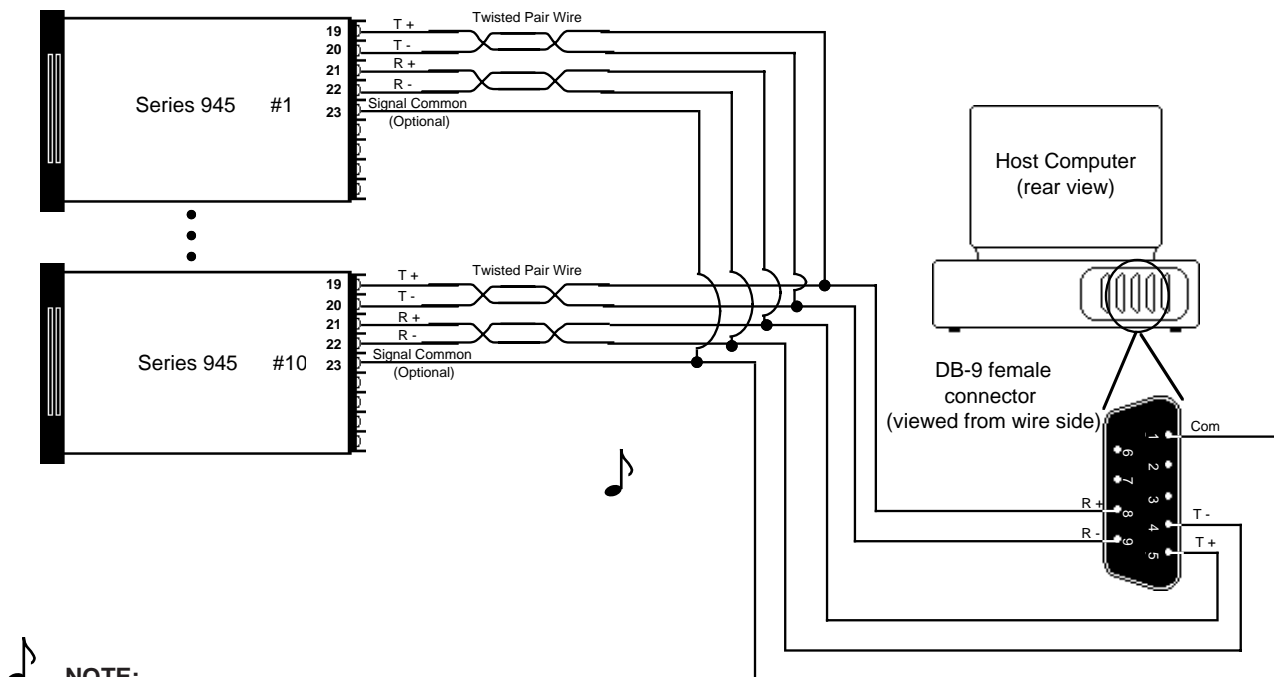 T +
Twisted Pair Wire
19
T -
20
R +
21
R -
22
Series 945 #1
Signal Common
23
(Optional)
Host Computer
(rear view)
T +
Twisted Pair Wire
19
T -
20
R +
21
R -
22
Series 945 #10
Signal Common
23
(Optional)
DB-9 female
connector
(viewed from wire side)
Com
1
6
2
7
3
R +
8
T -
4
R -
9
T +
5
NOTE: